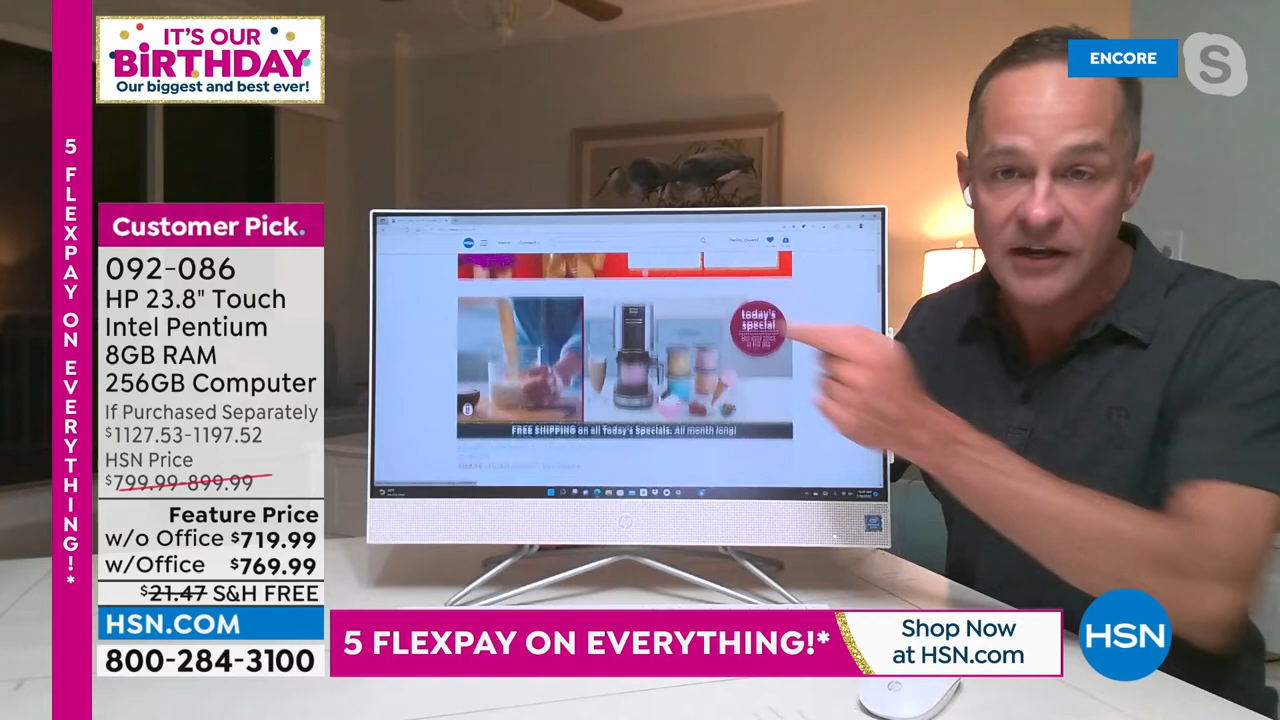 IT'S OUR
BIRTHDAY
Our biggest and best ever!
ENCORE
S
5 FLEXPAY ON EVERYTHING!*
Customer Pick.
092-086
HP 23.8" Touch
Intel Pentium
8GB RAM
256GB Computer
If Purchased Separately
$1127.53-1197.52
HSN Price
$799.99-899.99
Feature Price
w/o Office $719.99
w/Office $769.99
$21.47 S&H FREE
HSN.COM
800-284-3100
HSN
today's
special
FREE SHIPPING on all Today's Specials. All month long!
hp
5 FLEXPAY ON EVERYTHING!*
Shop Now
at HSN.com
HSN
hp